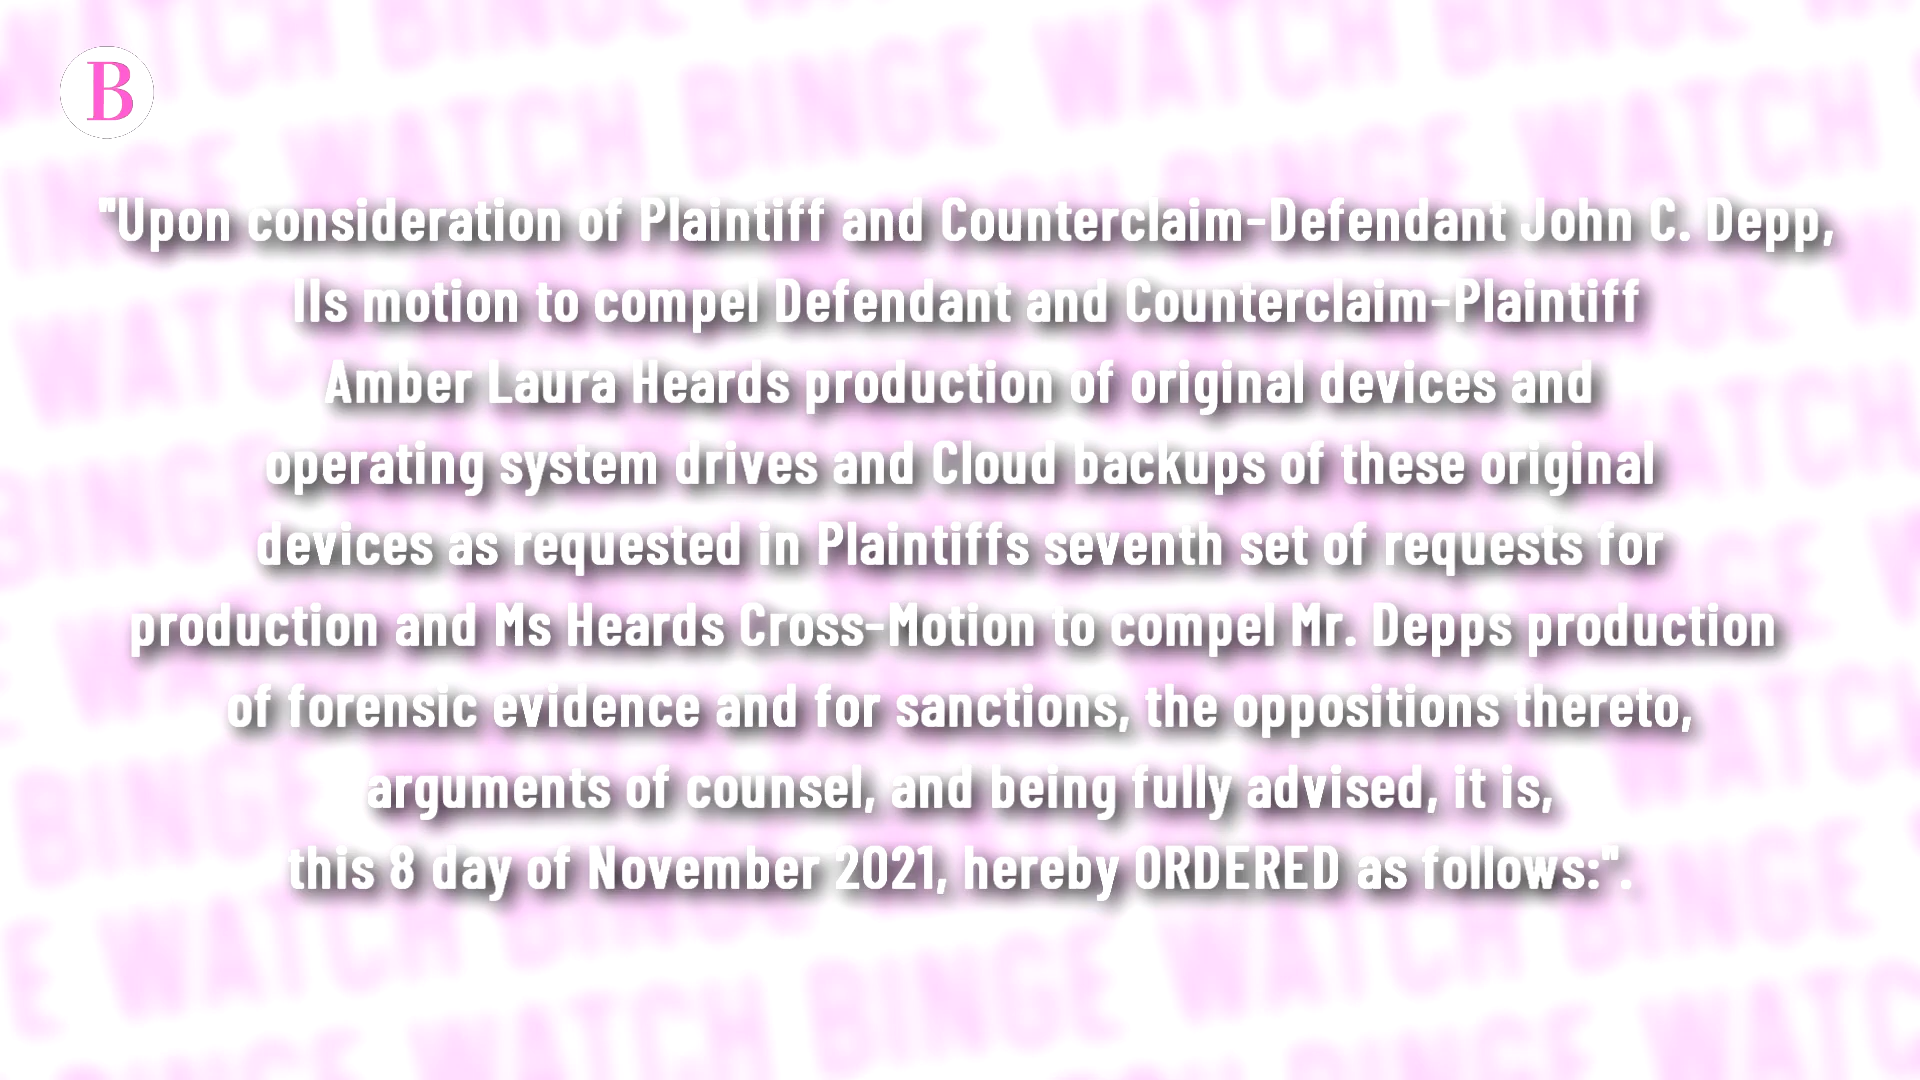 B
"Upon consideration of Plaintiff and Counterclaim-Defendant John C. Depp,
IIs motion to compel Defendant and Counterclaim-Plaintiff
Amber Laura Heards production of original devices and
operating system drives and Cloud backups of these original
devices as requested in Plaintiffs seventh set of requests for
production and Ms Heards Cross-Motion to compel Mr. Depps production
of forensic evidence and for sanctions, the oppositions thereto,
arguments of counsel, and being fully advised, it is,
this 8 day of November 2021, hereby ORDERED as follows:".